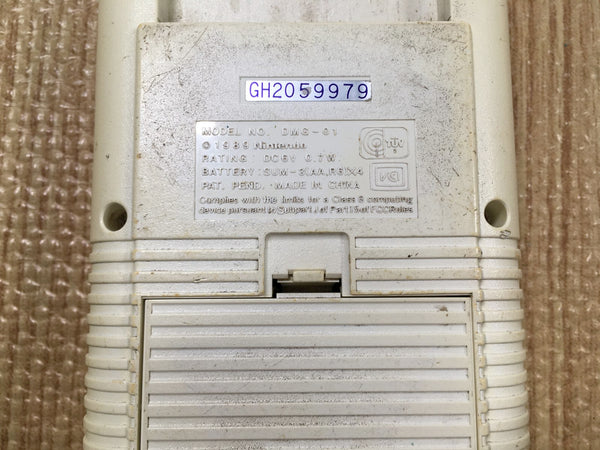 GH2059979
MODEL NO. DMG-01
©1989 Nintendo
RATING: DC6V 0.7W
BATTERY: SUM-3(AA,R6)X4
PAT. PEND. MADE IN CHINA
Complies with the limits for a Class B computing
device pursuant to Subpart J of Part 15 of FCC Rules
TÜV